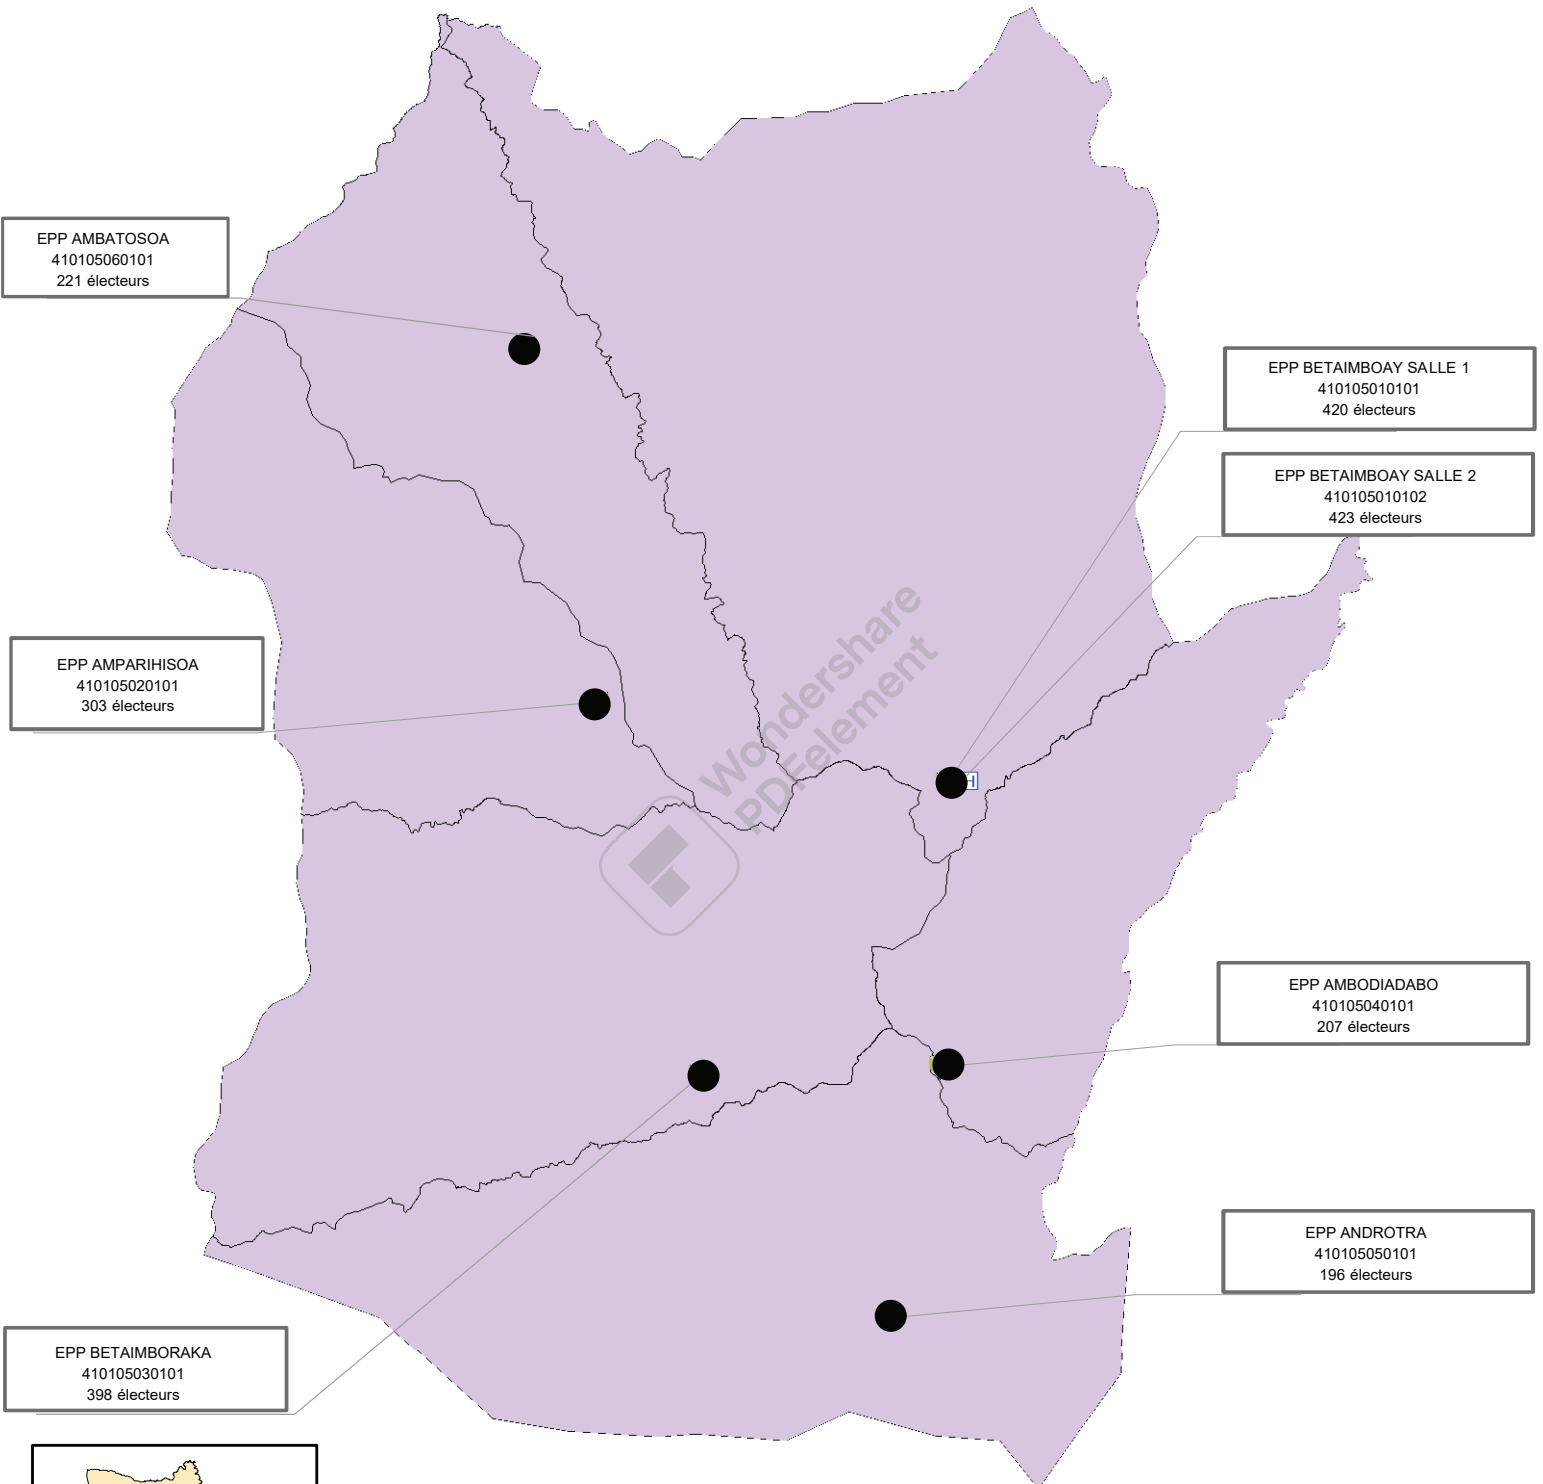 EPP AMBATOSOA
410105060101
221 électeurs
EPP BETAIMBOAY SALLE 1
410105010101
420 électeurs
EPP BETAIMBOAY SALLE 2
410105010102
423 électeurs
EPP AMPARIHISOA
410105020101
303 électeurs
Wondershare
PDFelement
H
EPP AMBODIADABO
410105040101
207 électeurs
EPP ANDROTRA
410105050101
196 électeurs
EPP BETAIMBORAKA
410105030101
398 électeurs